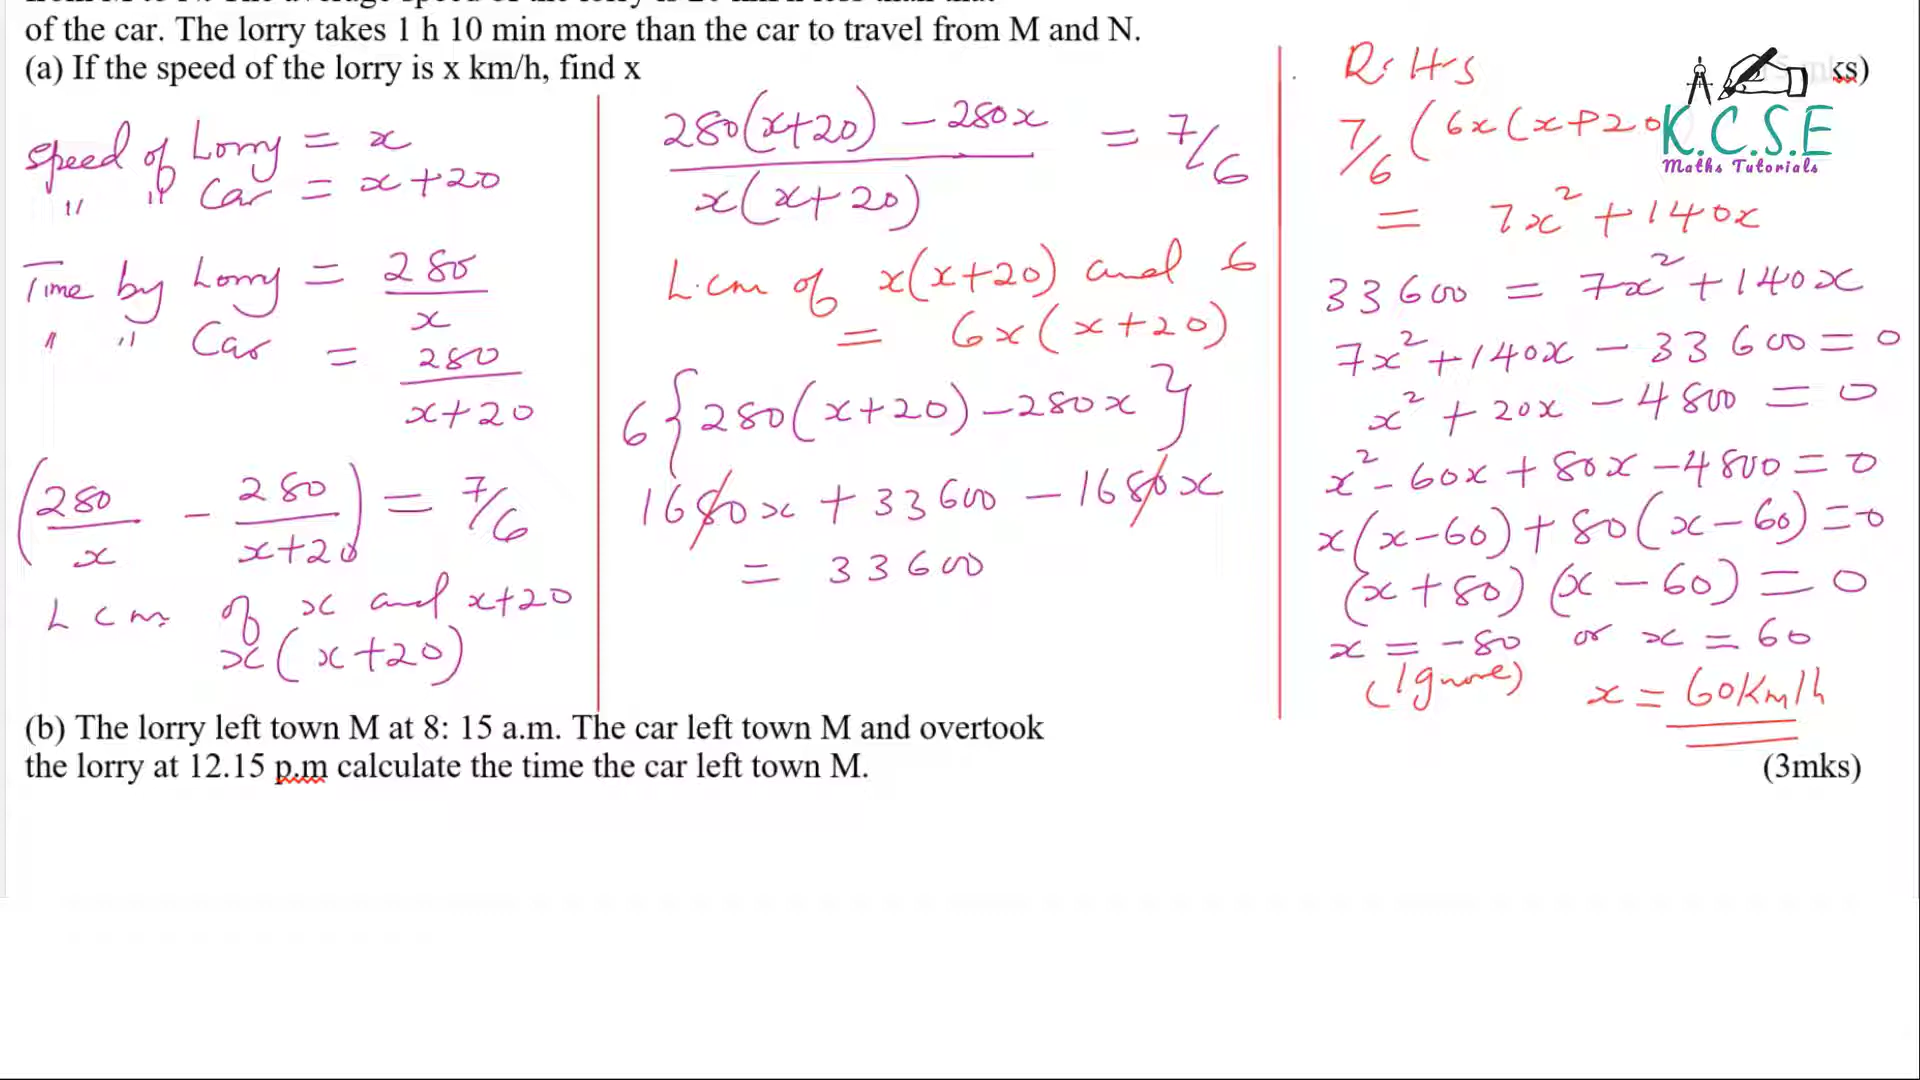 of the car. The lorry takes 1 h 10 min more than the car to travel from M and N.
(a) If the speed of the lorry is x km/h, find x
ks)
Speed of Lorry = x
" " Car = x+20
Time by Lorry = 280/x
" " Car = 280/(x+20)
(280/x - 280/(x+20)) = 7/6
L cm of x and x+20
x(x+20)
(280(x+20) - 280x)/(x(x+20)) = 7/6
L.cm of x(x+20) and 6
= 6x(x+20)
6{280(x+20)-280x}
1680x + 33600 - 1680x
= 33600
R.H.S
7/6 (6x(x+20
= 7x² + 140x
33600 = 7x² + 140x
7x² + 140x - 33600 = 0
x² + 20x - 4800 = 0
x² - 60x + 80x - 4800 = 0
x(x-60) + 80(x-60) = 0
(x+80)(x-60) = 0
x = -80 or x = 60
(Ignore) x = 60Km/h
K.C.S.E
Maths Tutorials
(b) The lorry left town M at 8: 15 a.m. The car left town M and overtook
the lorry at 12.15 p.m calculate the time the car left town M.
(3mks)